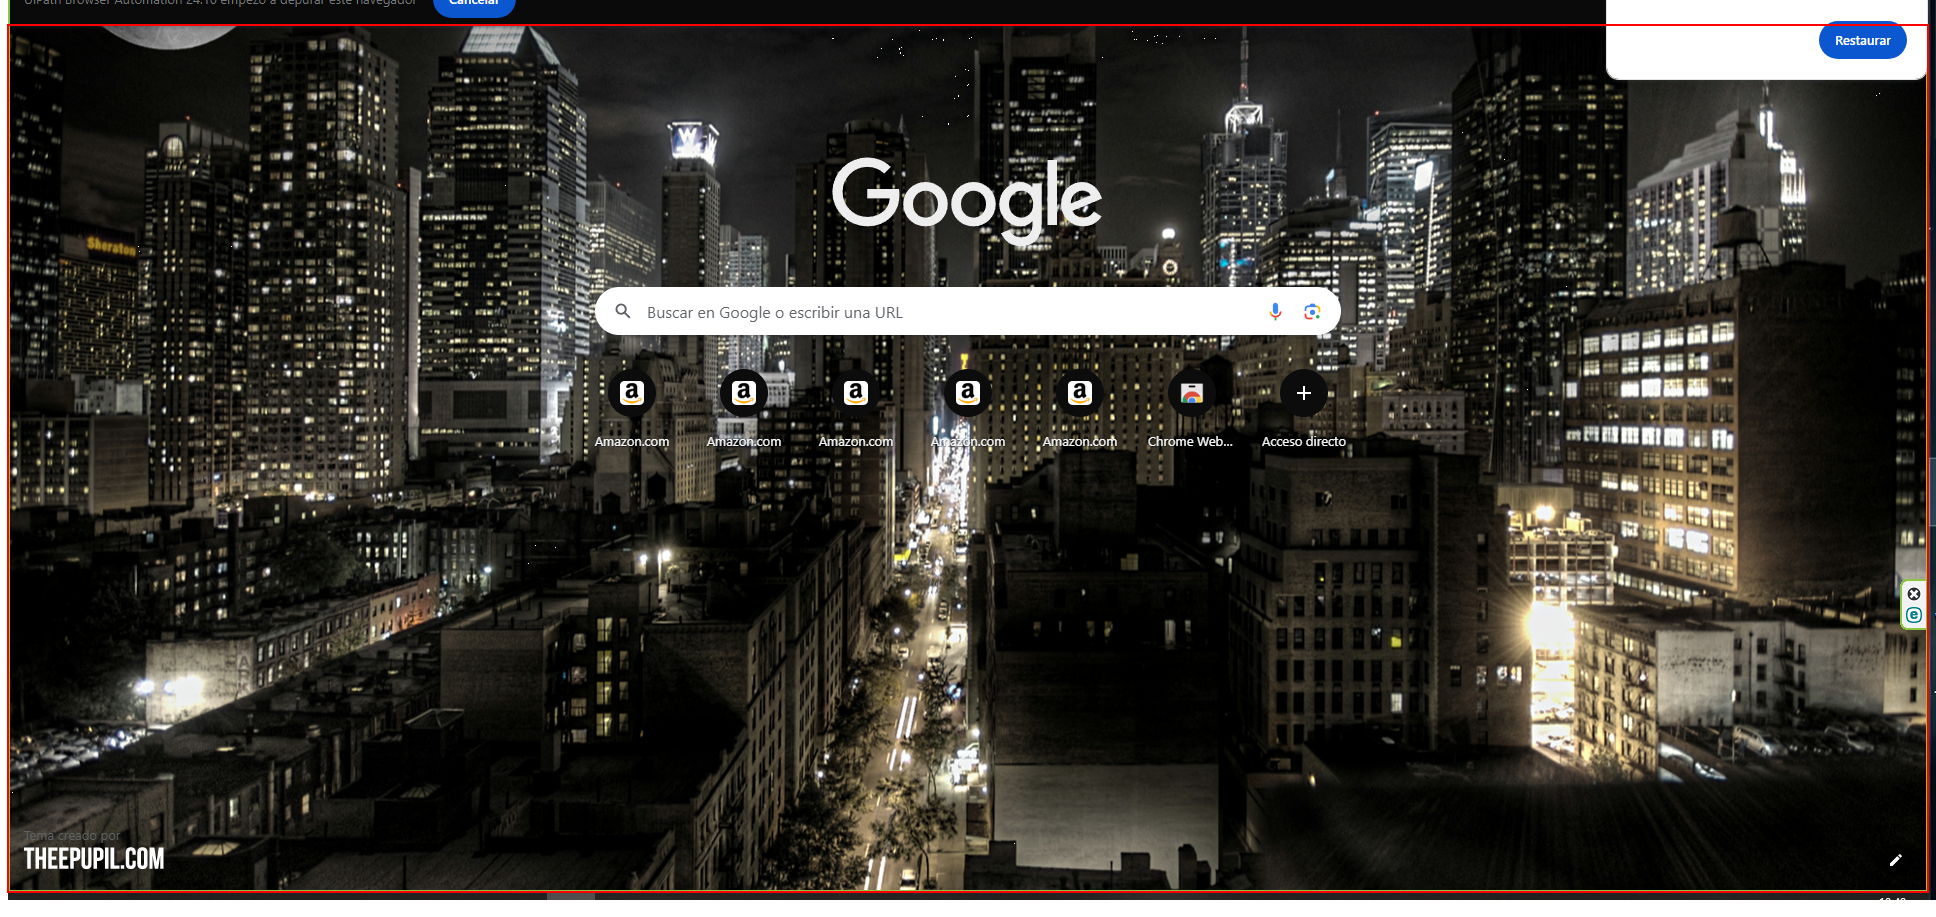 UiPath Browser Automation 24.10 empezó a depurar este navegador
Cancelar
Restaurar
W
Sheraton
Google
Buscar en Google o escribir una URL
Amazon.com
Amazon.com
Amazon.com
Amazon.com
Amazon.com
Chrome Web...
Acceso directo
Tema creado por
THEEPUPIL.COM